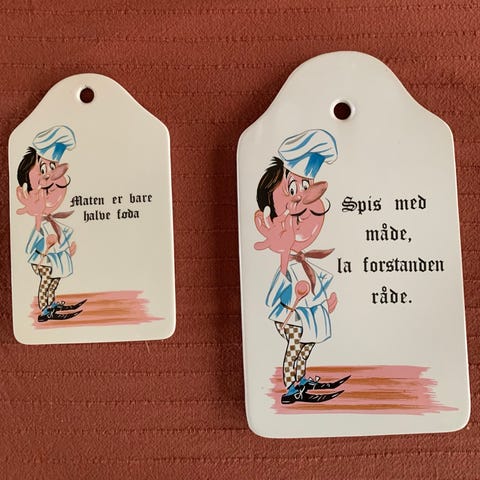 Maten er bare
halve føda
Spis med
måde,
la forstanden
råde.